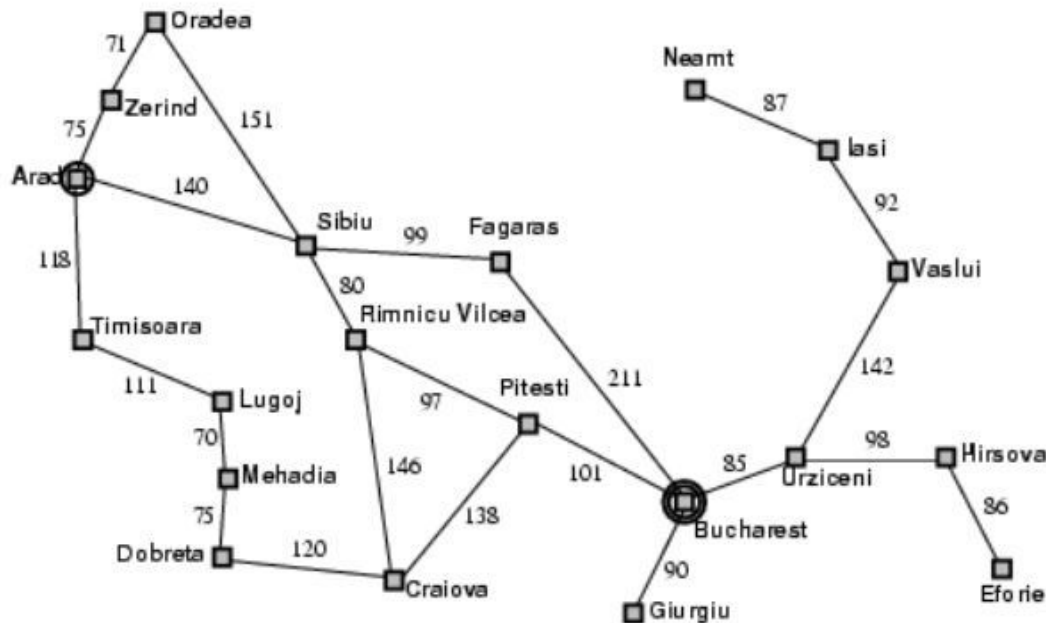 Oradea
71
Neamt
Zerind
87
75
151
Iasi
Arad
140
92
Sibiu
Fagaras
99
118
Vaslui
80
Timisoara
Rimnicu Vilcea
142
111
211
Pitesti
Lugoj
97
70
98
Hirsova
146
85
Mehadia
101
Urziceni
86
75
138
Bucharest
Dobreta
120
90
Craiova
Eforie
Giurgiu